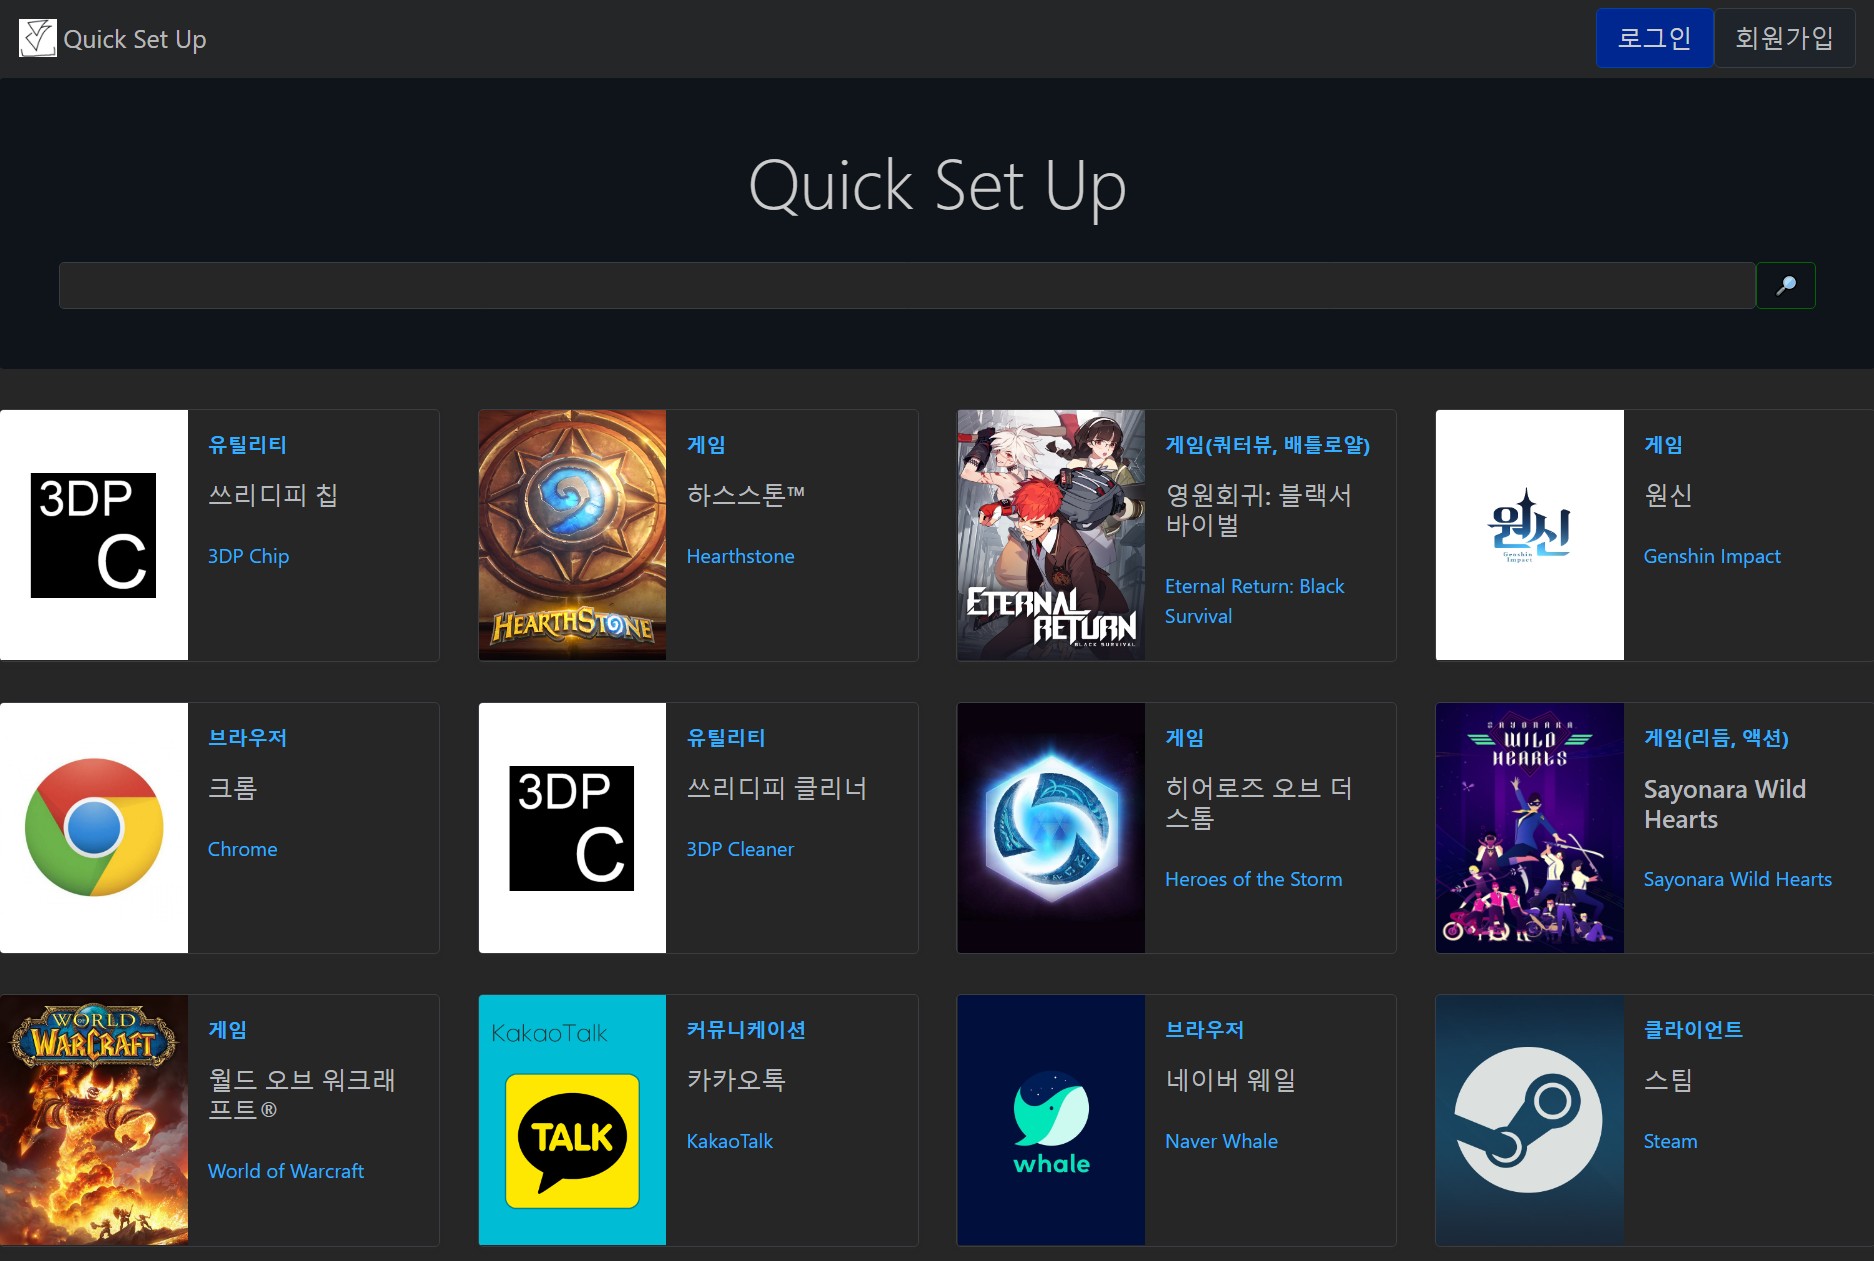 Quick Set Up
로그인
회원가입
Quick Set Up
3DP
C
유틸리티
쓰리디피 칩
3DP Chip
HEARTHSTONE
게임
하스스톤™
Hearthstone
ETERNAL
RETURN
BLACK SURVIVAL
게임(쿼터뷰, 배틀로얄)
영원회귀: 블랙서
바이벌
Eternal Return: Black
Survival
원신
Genshin
Impact
게임
원신
Genshin Impact
브라우저
크롬
Chrome
3DP
C
유틸리티
쓰리디피 클리너
3DP Cleaner
게임
히어로즈 오브 더
스톰
Heroes of the Storm
SAYONARA
WILD
HEARTS
게임(리듬, 액션)
Sayonara Wild
Hearts
Sayonara Wild Hearts
WORLD
OF
WARCRAFT
게임
월드 오브 워크래
프트®
World of Warcraft
KakaoTalk
TALK
커뮤니케이션
카카오톡
KakaoTalk
whale
브라우저
네이버 웨일
Naver Whale
클라이언트
스팀
Steam